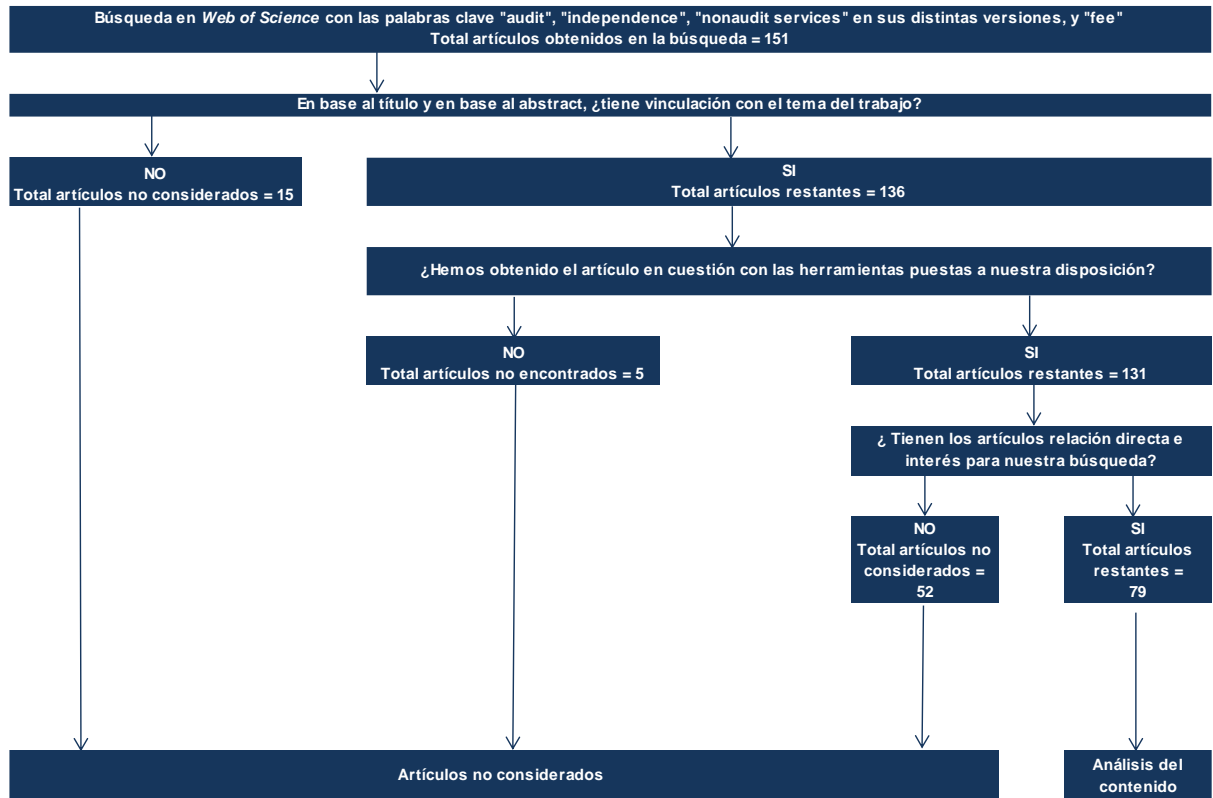 Búsqueda en Web of Science con las palabras clave "audit", "independence", "nonaudit services" en sus distintas versiones, y "fee"
Total artículos obtenidos en la búsqueda = 151
En base al título y en base al abstract, ¿tiene vinculación con el tema del trabajo?
NO
Total artículos no considerados = 15
SI
Total artículos restantes = 136
¿Hemos obtenido el artículo en cuestión con las herramientas puestas a nuestra disposición?
NO
Total artículos no encontrados = 5
SI
Total artículos restantes = 131
¿ Tienen los artículos relación directa e
interés para nuestra búsqueda?
NO
Total artículos no
considerados =
52
SI
Total artículos
restantes =
79
Artículos no considerados
Análisis del
contenido